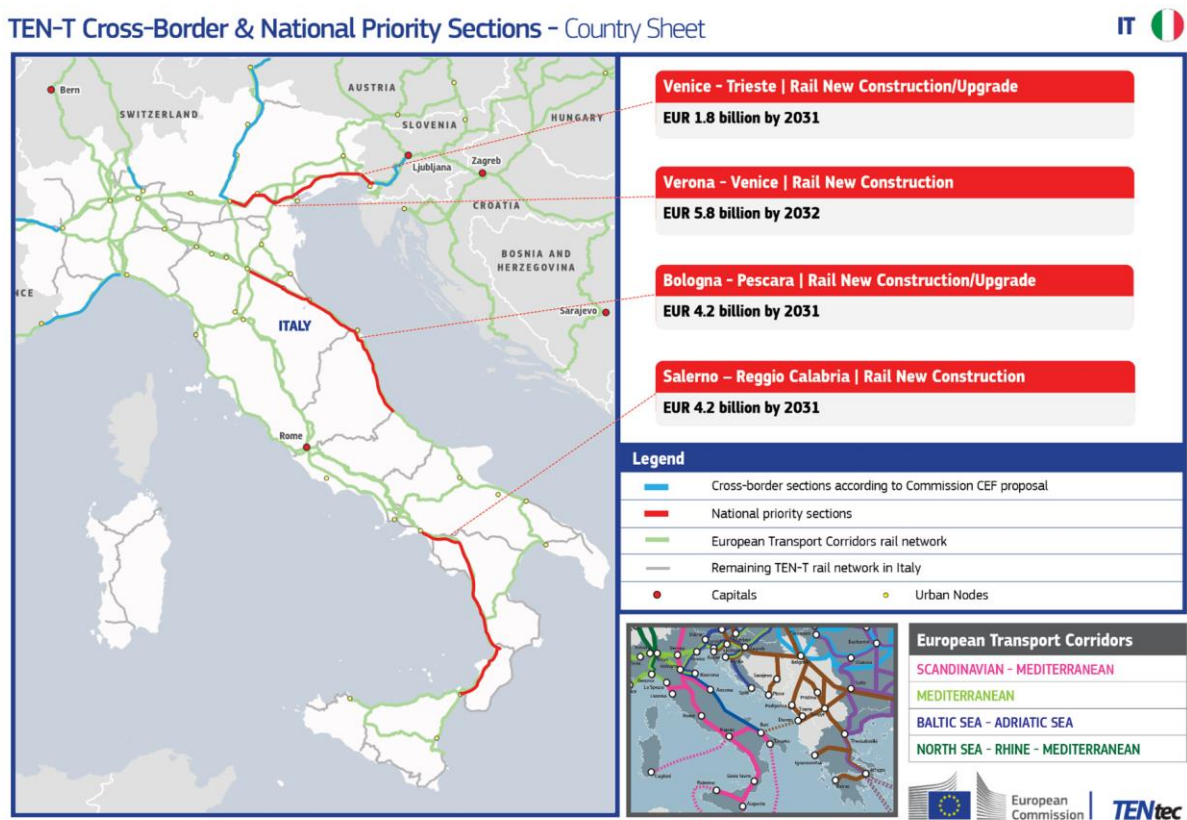 TEN-T Cross-Border & National Priority Sections – Country Sheet
IT
Bern
SWITZERLAND
AUSTRIA
SLOVENIA
HUNGARY
Ljubljana
Zagreb
CROATIA
BOSNIA AND
HERZEGOVINA
Sarajevo
NCE
ITALY
Rome
Venice - Trieste | Rail New Construction/Upgrade
EUR 1.8 billion by 2031
Verona - Venice | Rail New Construction
EUR 5.8 billion by 2032
Bologna - Pescara | Rail New Construction/Upgrade
EUR 4.2 billion by 2031
Salerno – Reggio Calabria | Rail New Construction
EUR 4.2 billion by 2031
Legend
Cross-border sections according to Commission CEF proposal
National priority sections
European Transport Corridors rail network
Remaining TEN-T rail network in Italy
Capitals
Urban Nodes
European Transport Corridors
SCANDINAVIAN - MEDITERRANEAN
MEDITERRANEAN
BALTIC SEA - ADRIATIC SEA
NORTH SEA - RHINE - MEDITERRANEAN
European
Commission
TENtec